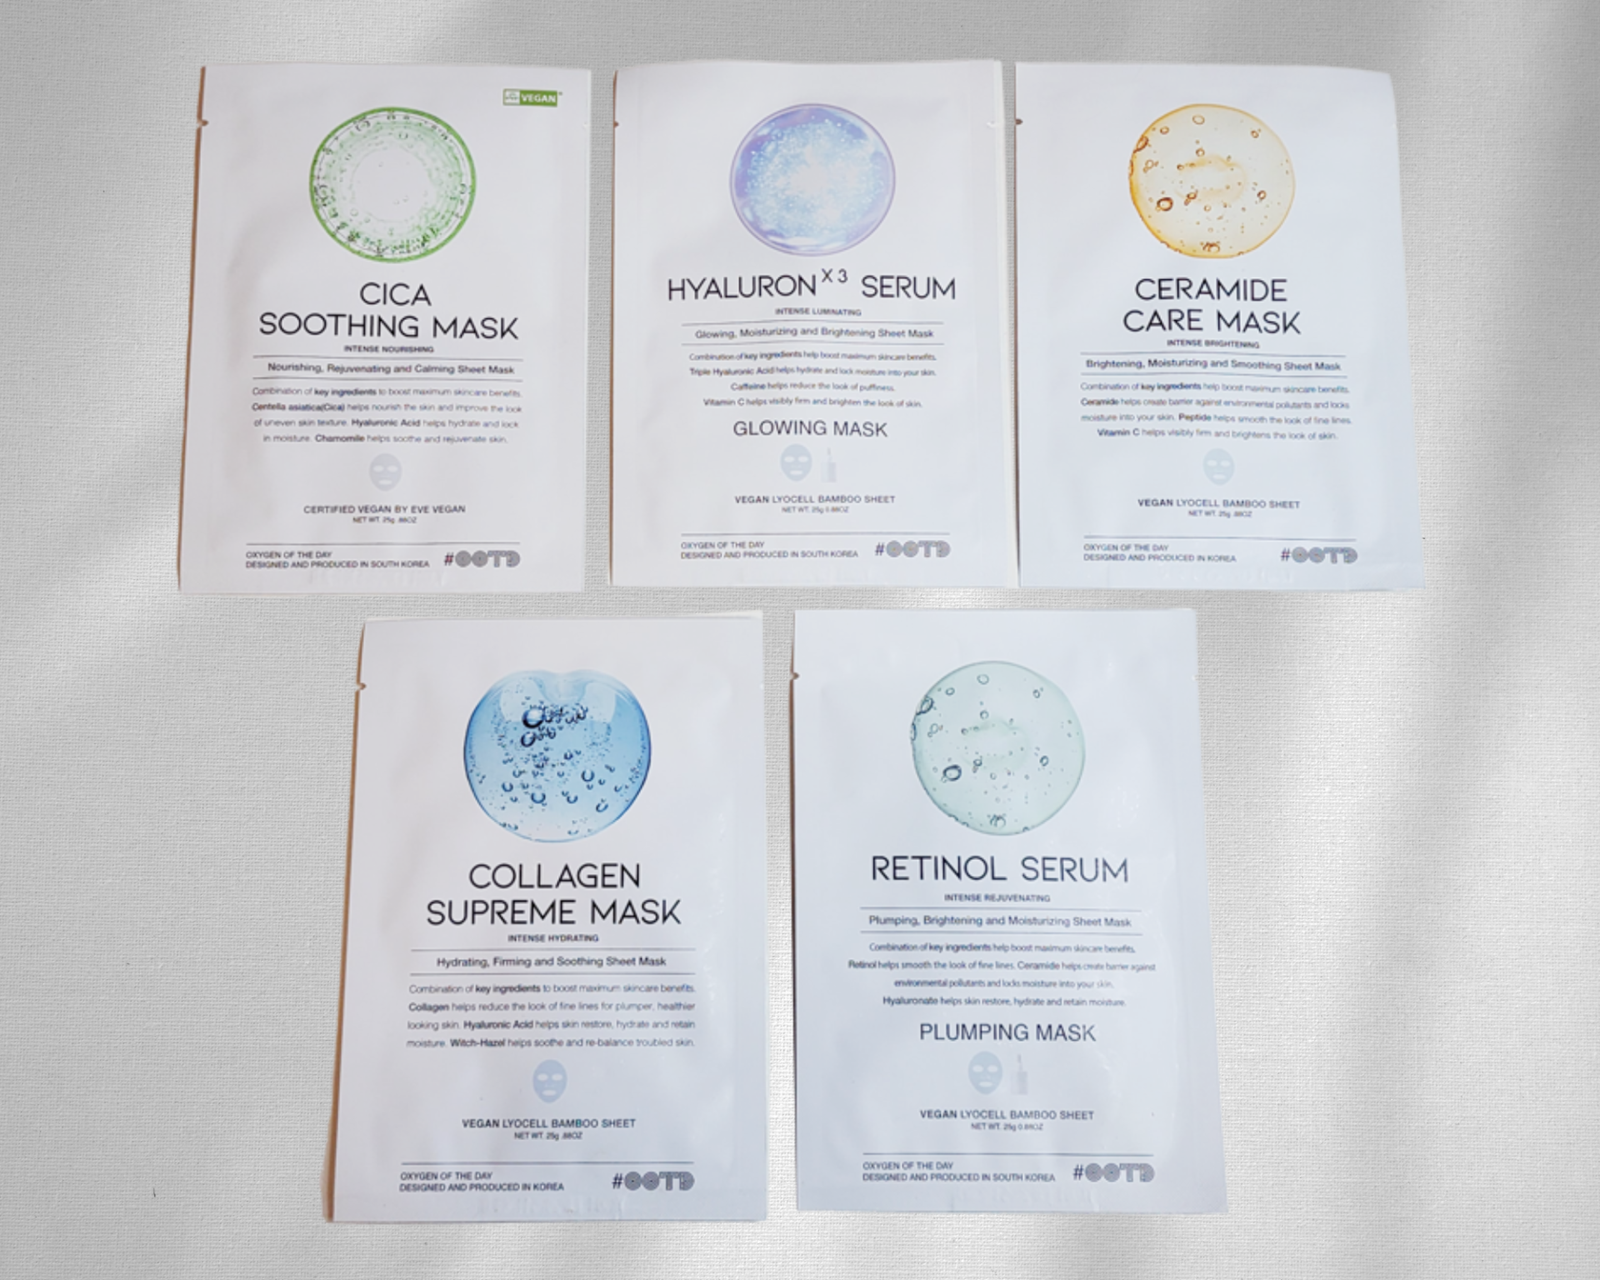 VEGAN
CICA
SOOTHING MASK
INTENSE NOURISHING
Nourishing, Rejuvenating and Calming Sheet Mask
Combination of key ingredients to boost maximum skincare benefits.
Centella asiatica(Cica) helps nourish the skin and improve the look
of uneven skin texture. Hyaluronic Acid helps hydrate and lock
in moisture. Chamomile helps soothe and rejuvenate skin.
CERTIFIED VEGAN BY EVE VEGAN
NET WT. 25g .88OZ
OXYGEN OF THE DAY
DESIGNED AND PRODUCED IN SOUTH KOREA
#OOTD
HYALURON X3 SERUM
INTENSE LUMINATING
Glowing, Moisturizing and Brightening Sheet Mask
Combination of key ingredients help boost maximum skincare benefits.
Triple Hyaluronic Acid helps hydrate and lock moisture into your skin.
Caffeine helps reduce the look of puffiness.
Vitamin C helps visibly firm and brighten the look of skin.
GLOWING MASK
VEGAN LYOCELL BAMBOO SHEET
NET WT. 25g 0.88OZ
OXYGEN OF THE DAY
DESIGNED AND PRODUCED IN SOUTH KOREA
#OOTD
CERAMIDE
CARE MASK
INTENSE BRIGHTENING
Brightening, Moisturizing and Smoothing Sheet Mask
Combination of key ingredients help boost maximum skincare benefits.
Ceramide helps create barrier against environmental pollutants and locks
moisture into your skin. Peptide helps smooth the look of fine lines.
Vitamin C helps visibly firm and brightens the look of skin.
VEGAN LYOCELL BAMBOO SHEET
NET WT. 25g .88OZ
OXYGEN OF THE DAY
DESIGNED AND PRODUCED IN KOREA
#OOTD
COLLAGEN
SUPREME MASK
INTENSE HYDRATING
Hydrating, Firming and Soothing Sheet Mask
Combination of key ingredients to boost maximum skincare benefits.
Collagen helps reduce the look of fine lines for plumper, healthier
looking skin. Hyaluronic Acid helps skin restore, hydrate and retain
moisture. Witch-Hazel helps soothe and re-balance troubled skin.
VEGAN LYOCELL BAMBOO SHEET
NET WT. 25g .88OZ
OXYGEN OF THE DAY
DESIGNED AND PRODUCED IN KOREA
#OOTD
RETINOL SERUM
INTENSE REJUVENATING
Plumping, Brightening and Moisturizing Sheet Mask
Combination of key ingredients help boost maximum skincare benefits.
Retinol helps smooth the look of fine lines. Ceramide helps create barrier against
environmental pollutants and locks moisture into your skin.
Hyaluronate helps skin restore, hydrate and retain moisture.
PLUMPING MASK
VEGAN LYOCELL BAMBOO SHEET
NET WT. 25g 0.88OZ
OXYGEN OF THE DAY
DESIGNED AND PRODUCED IN SOUTH KOREA
#OOTD